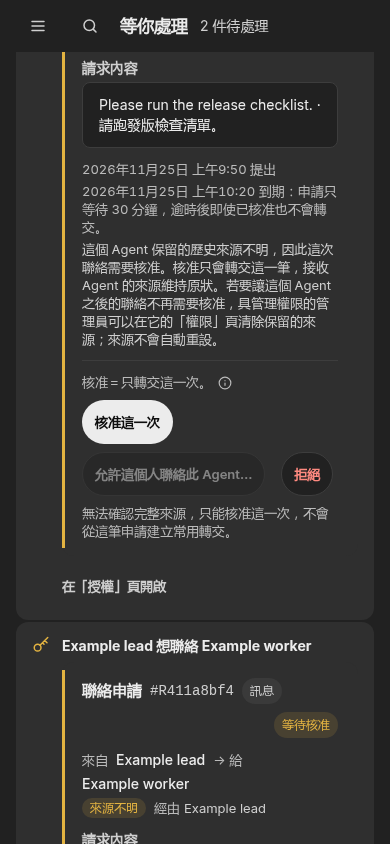 等你處理 2 件待處理
請求內容
Please run the release checklist. ·
請跑發版檢查清單。
2026年11月25日 上午9:50 提出
2026年11月25日 上午10:20 到期：申請只
等待 30 分鐘，逾時後即使已核准也不會轉
交。
這個 Agent 保留的歷史來源不明，因此這次
聯絡需要核准。核准只會轉交這一筆，接收
Agent 的來源維持原狀。若要讓這個 Agent
之後的聯絡不再需要核准，具管理權限的管
理員可以在它的「權限」頁清除保留的來
源；來源不會自動重設。
核准＝只轉交這一次。
核准這一次
允許這個人聯絡此 Agent… 拒絕
無法確認完整來源，只能核准這一次，不會
從這筆申請建立常用轉交。
在「授權」頁開啟
Example lead 想聯絡 Example worker
聯絡申請 #R411a8bf4 訊息
等待核准
來自 Example lead → 給
Example worker
來源不明 經由 Example lead
請求內容